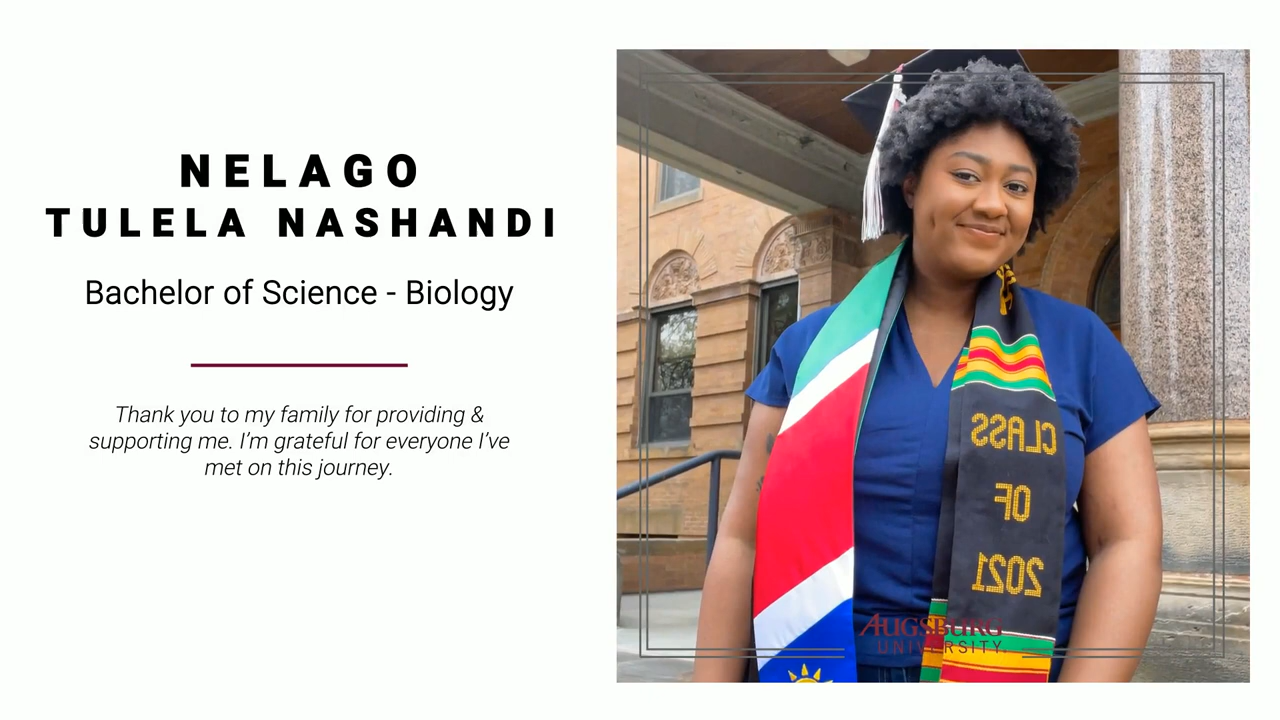 NELAGO
TULELA NASHANDI
Bachelor of Science - Biology
Thank you to my family for providing &
supporting me. I'm grateful for everyone I've
met on this journey.
CLASS
OF
2021
AUGSBURG
UNIVERSITY.